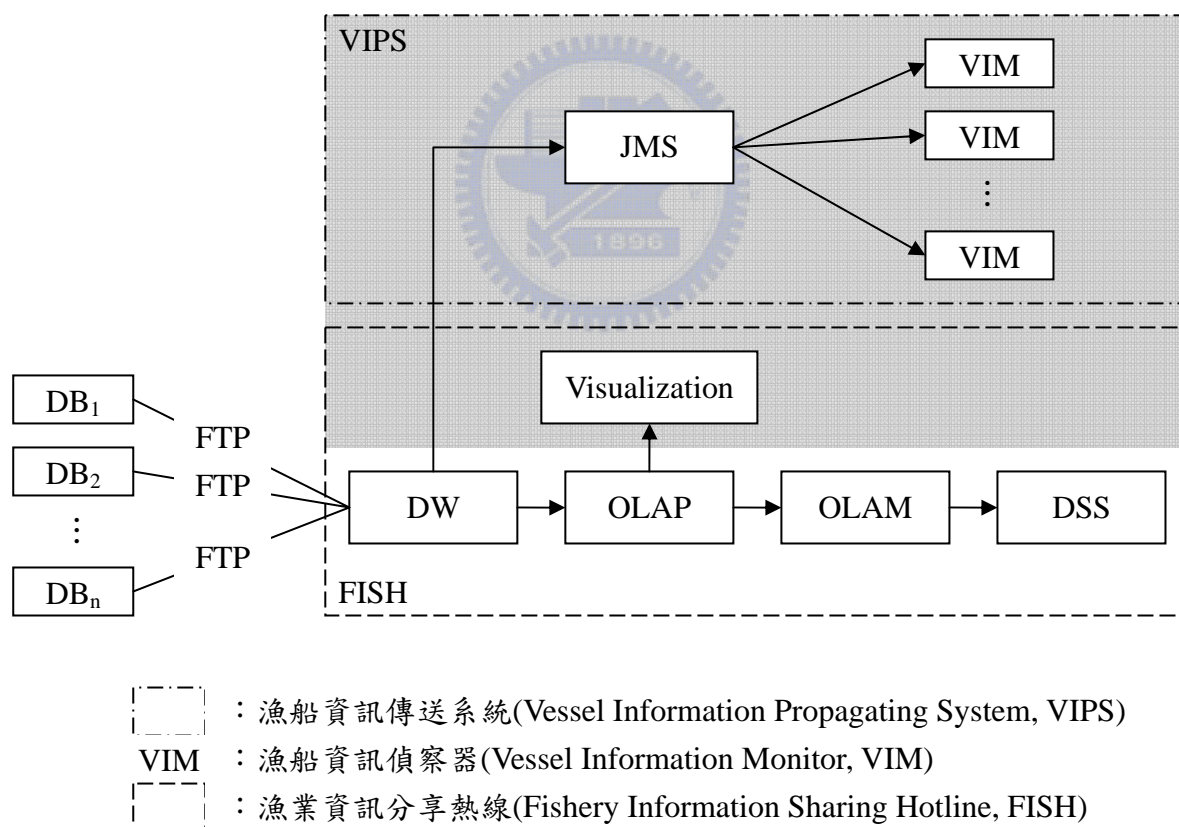 VIPS
VIM
JMS
VIM
⋮
1896
VIM
Visualization
DB₁
FTP
DB₂
FTP
DW
OLAP
OLAM
DSS
⋮
FTP
DBₙ
FISH
：漁船資訊傳送系統(Vessel Information Propagating System, VIPS)
VIM ：漁船資訊偵察器(Vessel Information Monitor, VIM)
：漁業資訊分享熱線(Fishery Information Sharing Hotline, FISH)